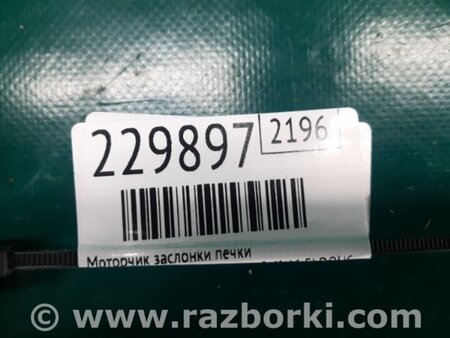 229897 2196
Моторчик заслонки печки
© www.razborki.com